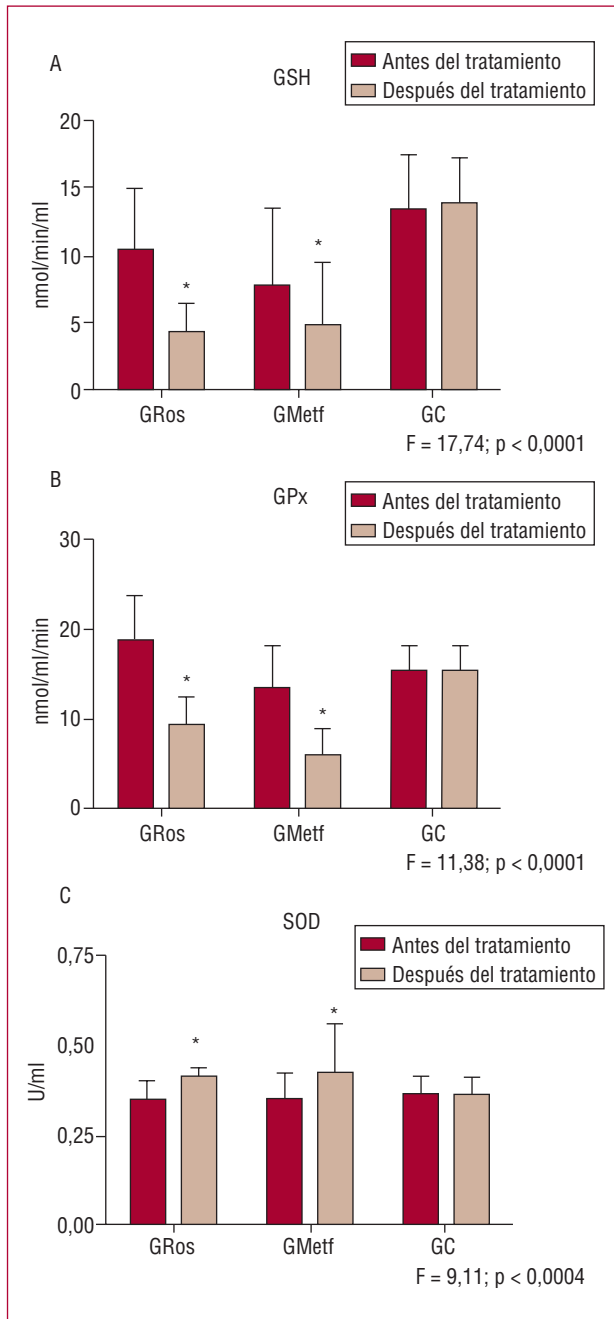 A
GSH
Antes del tratamiento
Después del tratamiento
20
15
10
5
0
nmol/min/ml
*
*
GRos GMetf GC
F = 17,74; p < 0,0001
B
GPx
Antes del tratamiento
Después del tratamiento
30
20
10
0
nmol/ml/min
*
*
GRos GMetf GC
F = 11,38; p < 0,0001
C
SOD
Antes del tratamiento
Después del tratamiento
0,75
0,50
0,25
0,00
U/ml
*
*
GRos GMetf GC
F = 9,11; p < 0,0004